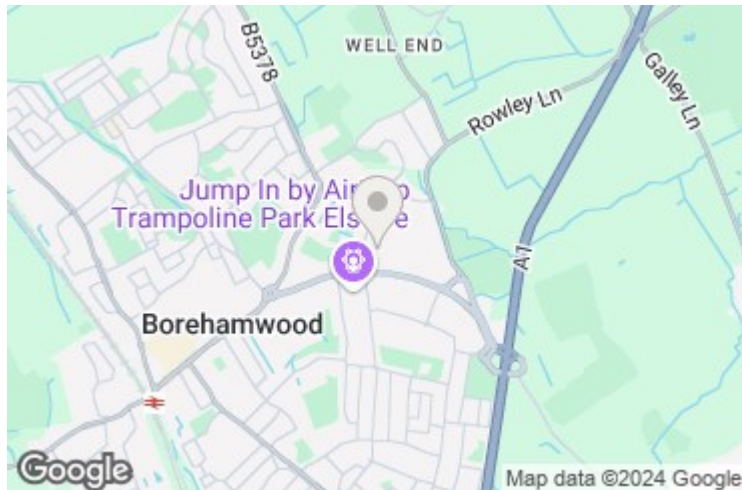 WELL END
B5378
Galley Ln
Rowley Ln
Jump In by Air
Trampoline Park
A1
Borehamwood
Google
Map data ©2024 Google